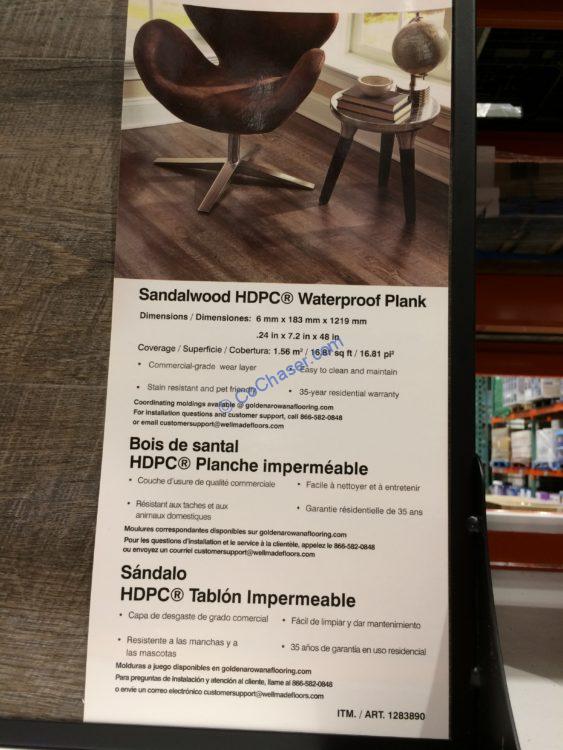 Sandalwood HDPC® Waterproof Plank
Dimensions / Dimensiones: 6 mm x 183 mm x 1219 mm
.24 in x 7.2 in x 48 in
Coverage / Superficie / Cobertura: 1.56 m² / 16.81 sq ft / 16.81 pi²
• Commercial-grade wear layer • Easy to clean and maintain
• Stain resistant and pet friendly • 35-year residential warranty
Coordinating moldings available @ goldenarowanaflooring.com
For installation questions and customer support, call 866-582-0848
or email customersupport@wellmadefloors.com
© CoChaser.com
Bois de santal
HDPC® Planche imperméable
• Couche d'usure de qualité commerciale • Facile à nettoyer et à entretenir
• Résistant aux taches et aux
animaux domestiques
• Garantie résidentielle de 35 ans
Moulures correspondantes disponibles sur goldenarowanaflooring.com
Pour les questions d'installation et le service à la clientèle, appelez le 866-582-0848
ou envoyez un courriel customersupport@wellmadefloors.com
Sándalo
HDPC® Tablón Impermeable
• Capa de desgaste de grado comercial • Fácil de limpiar y dar mantenimiento
• Resistente a las manchas y a
las mascotas
• 35 años de garantía en uso residencial
Molduras a juego disponibles en goldenarowanaflooring.com
Para preguntas de instalación y atención al cliente, llame al 866-582-0848
o envie un correo electrónico customersupport@wellmadefloors.com
ITM. / ART. 1283890